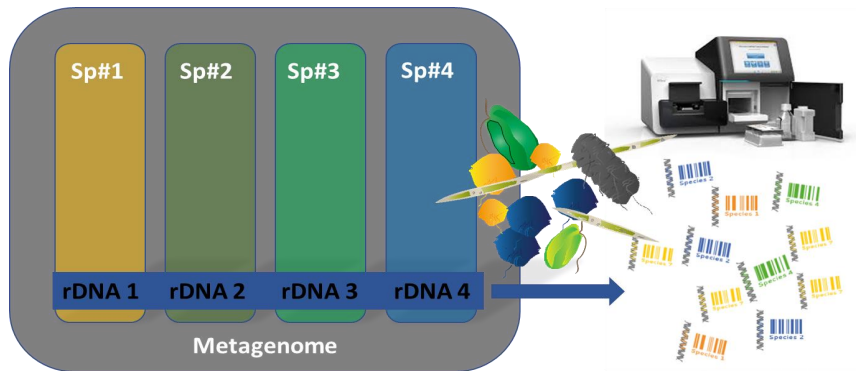 Sp#1 Sp#2 Sp#3 Sp#4
rDNA 1 rDNA 2 rDNA 3 rDNA 4
Metagenome
Species 2
Species 1
Species 4
Species 2
Species 4
Species 1